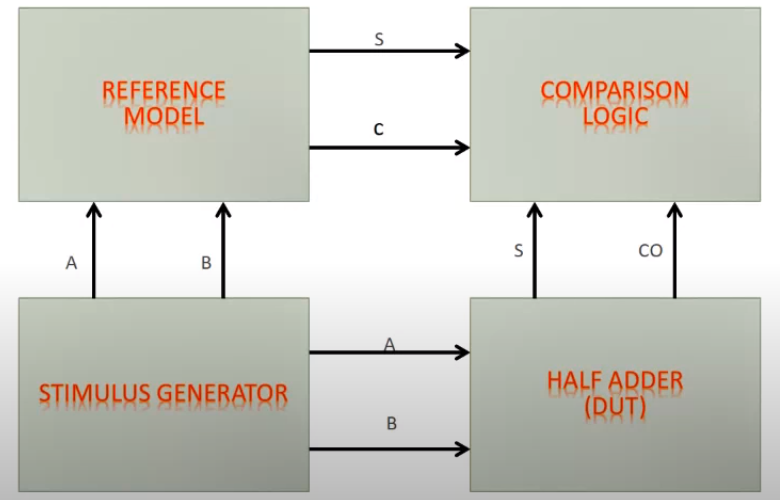 S
REFERENCE
MODEL
COMPARISON
LOGIC
C
A
B
S
CO
A
STIMULUS GENERATOR
HALF ADDER
(DUT)
B